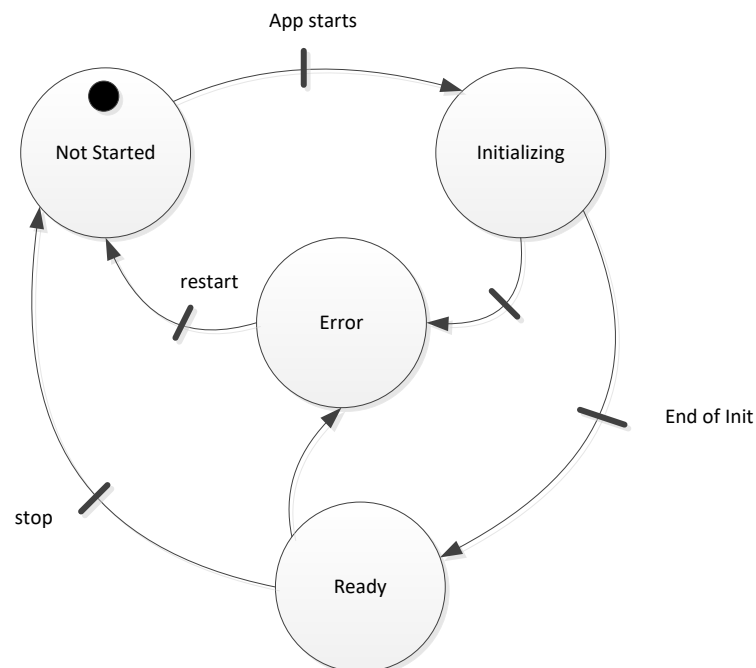 App starts
Not Started
Initializing
restart
Error
End of Init
stop
Ready